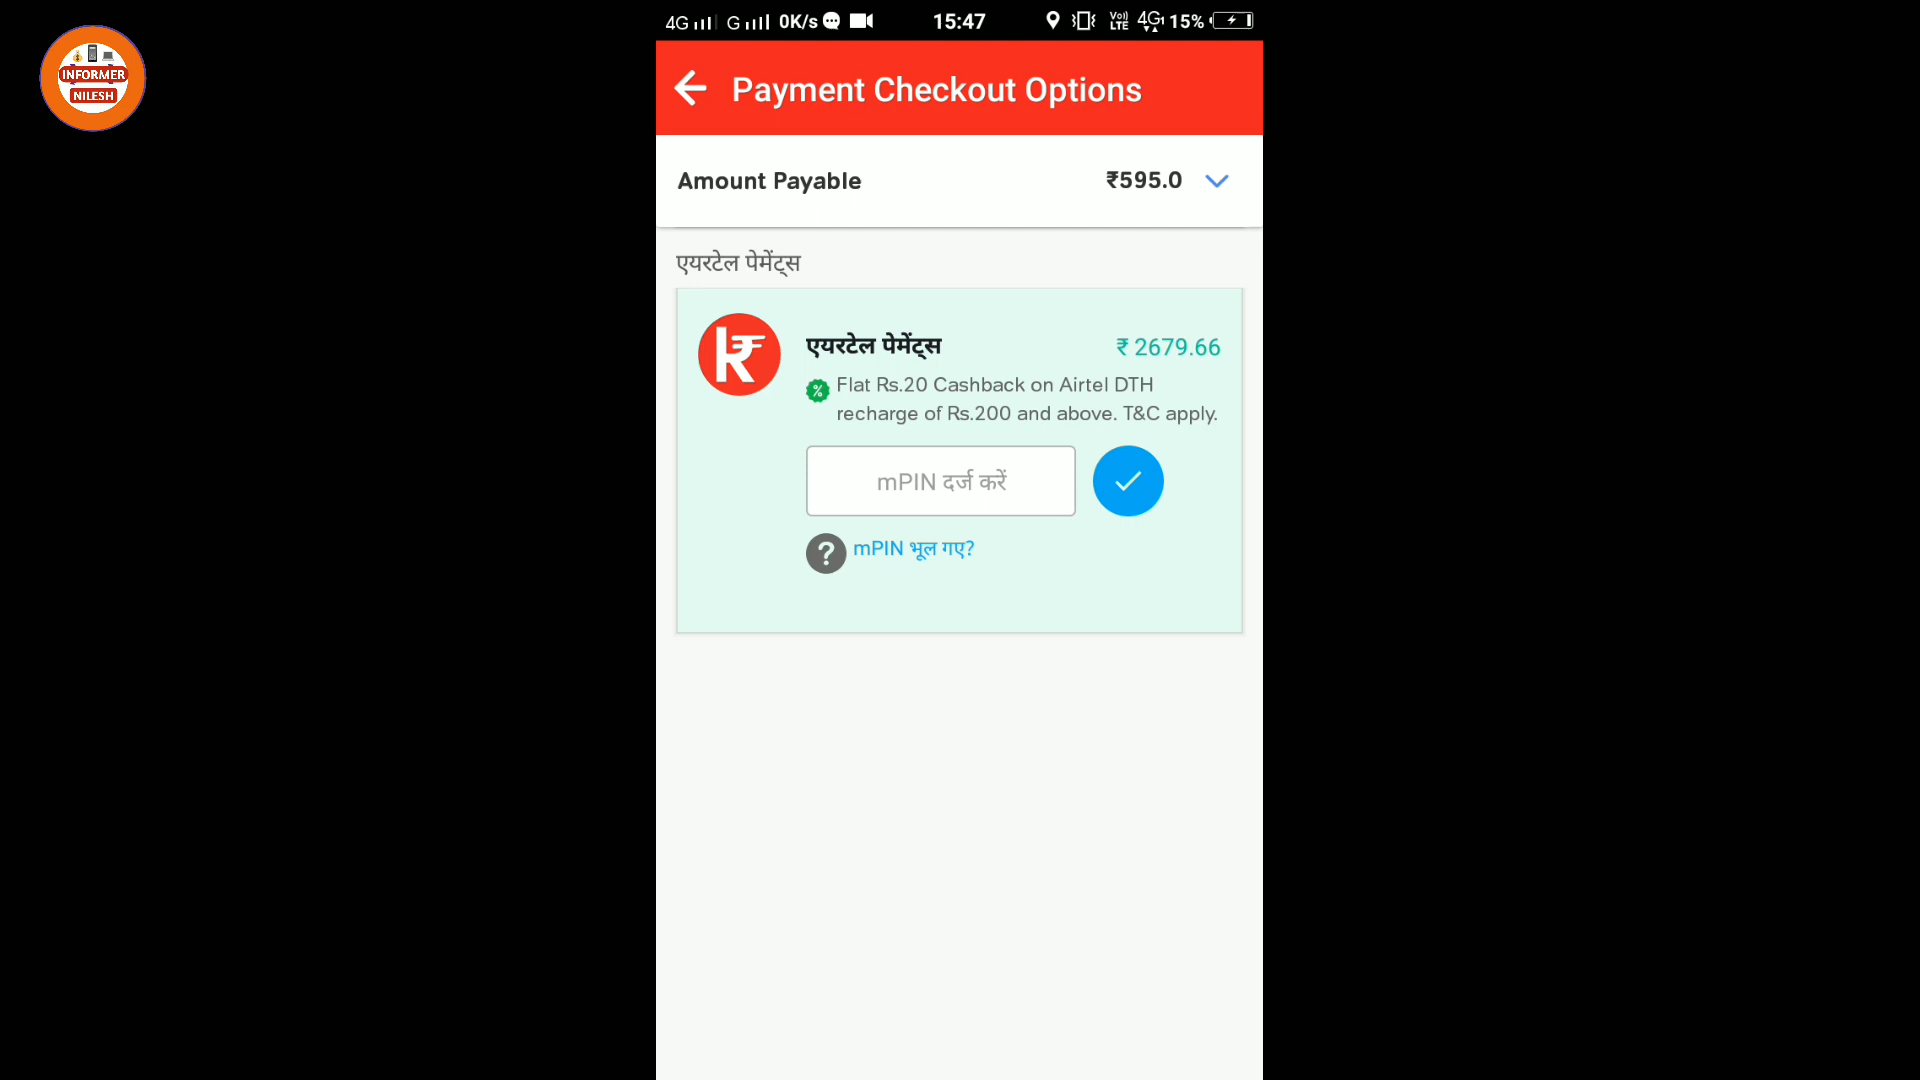 INFORMER
NILESH
4G G 0K/s 15:47 VoLTE 4G 15%
Payment Checkout Options
Amount Payable ₹595.0
एयरटेल पेमेंट्स
एयरटेल पेमेंट्स ₹ 2679.66
Flat Rs.20 Cashback on Airtel DTH
recharge of Rs.200 and above. T&C apply.
mPIN दर्ज करें
mPIN भूल गए?